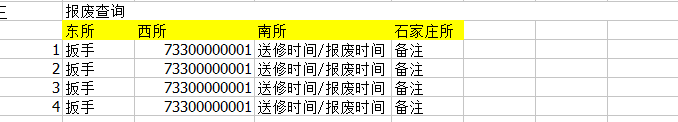 三 报废查询
东所 西所 南所 石家庄所
1 扳手 73300000001 送修时间/报废时间 备注
2 扳手 73300000001 送修时间/报废时间 备注
3 扳手 73300000001 送修时间/报废时间 备注
4 扳手 73300000001 送修时间/报废时间 备注